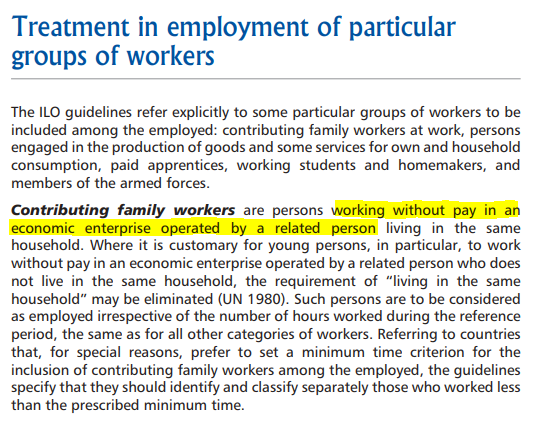 Treatment in employment of particular
groups of workers
The ILO guidelines refer explicitly to some particular groups of workers to be
included among the employed: contributing family workers at work, persons
engaged in the production of goods and some services for own and household
consumption, paid apprentices, working students and homemakers, and
members of the armed forces.
Contributing family workers are persons working without pay in an
economic enterprise operated by a related person living in the same
household. Where it is customary for young persons, in particular, to work
without pay in an economic enterprise operated by a related person who does
not live in the same household, the requirement of “living in the same
household” may be eliminated (UN 1980). Such persons are to be considered
as employed irrespective of the number of hours worked during the reference
period, the same as for all other categories of workers. Referring to countries
that, for special reasons, prefer to set a minimum time criterion for the
inclusion of contributing family workers among the employed, the guidelines
specify that they should identify and classify separately those who worked less
than the prescribed minimum time.